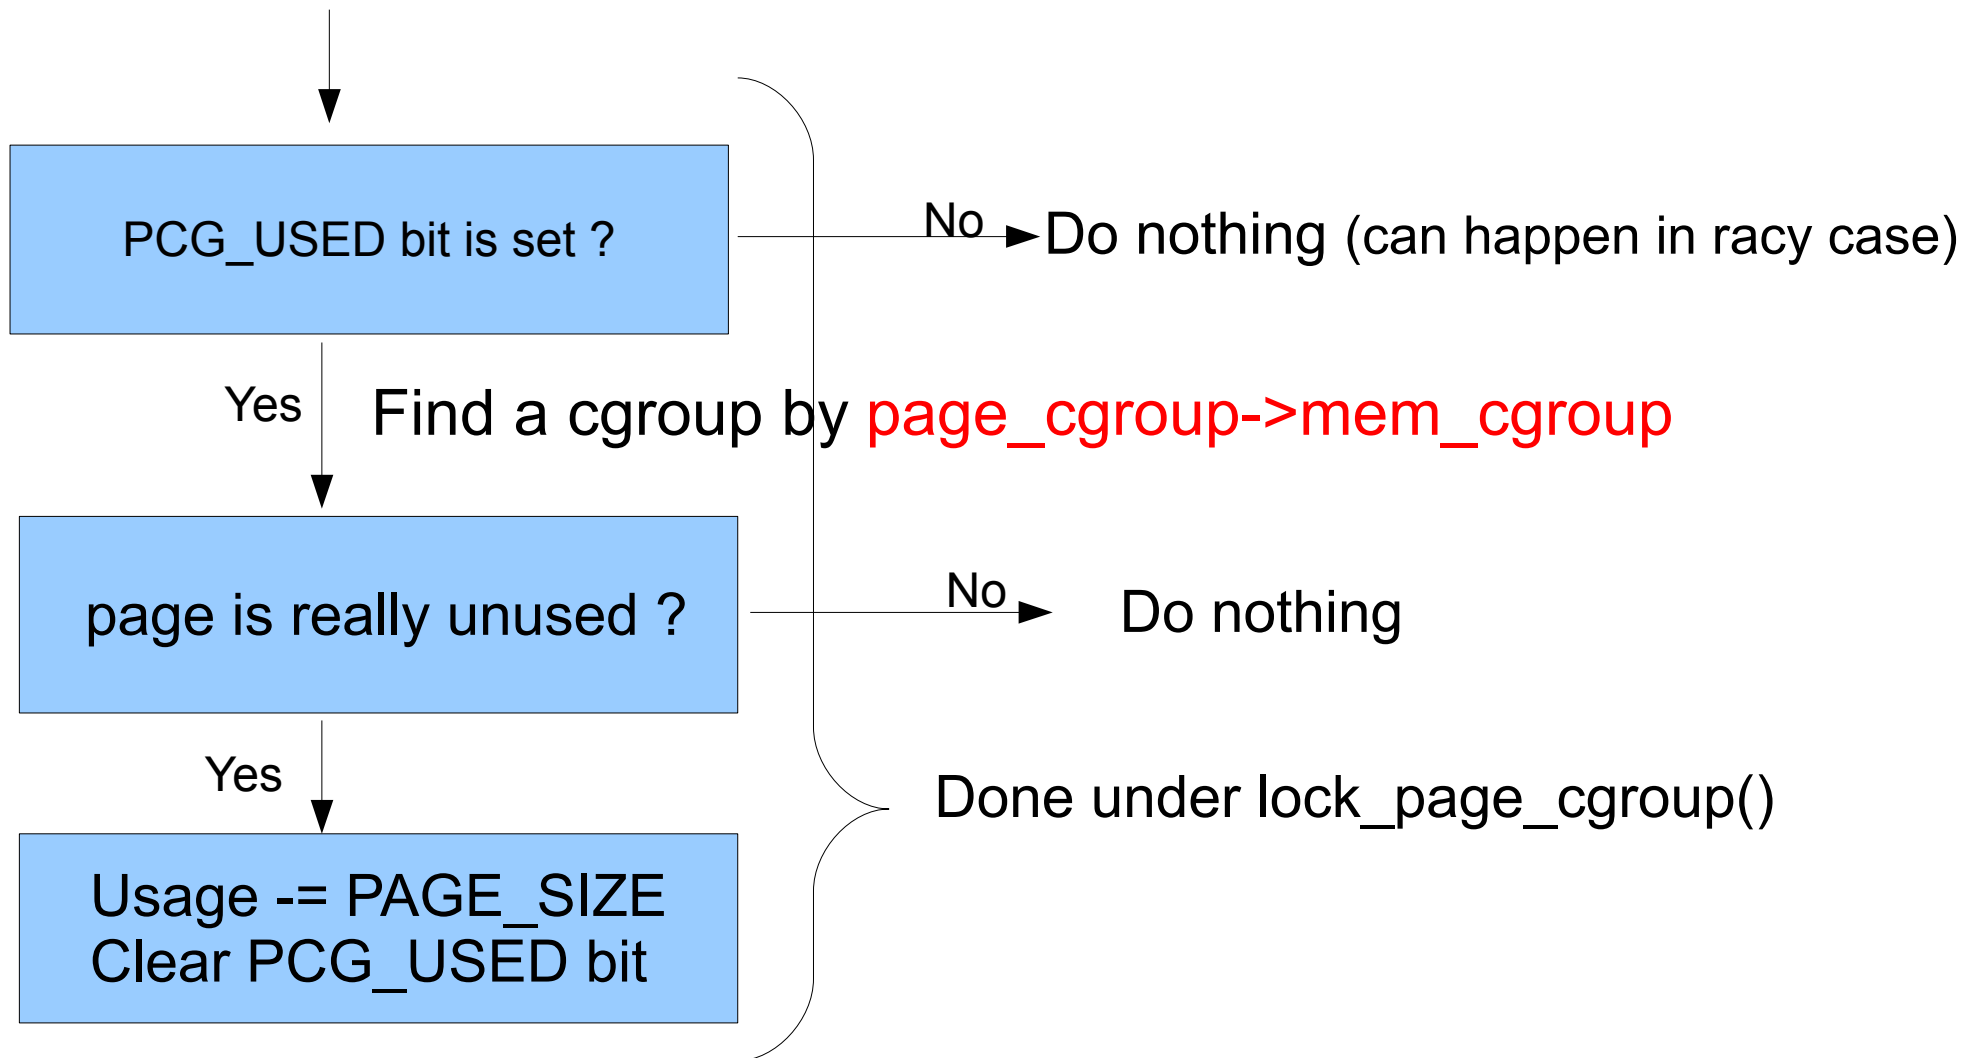 PCG_USED bit is set ?
No
Do nothing (can happen in racy case)
Yes
Find a cgroup by page_cgroup->mem_cgroup
page is really unused ?
No
Do nothing
Yes
Done under lock_page_cgroup()
Usage -= PAGE_SIZE
Clear PCG_USED bit